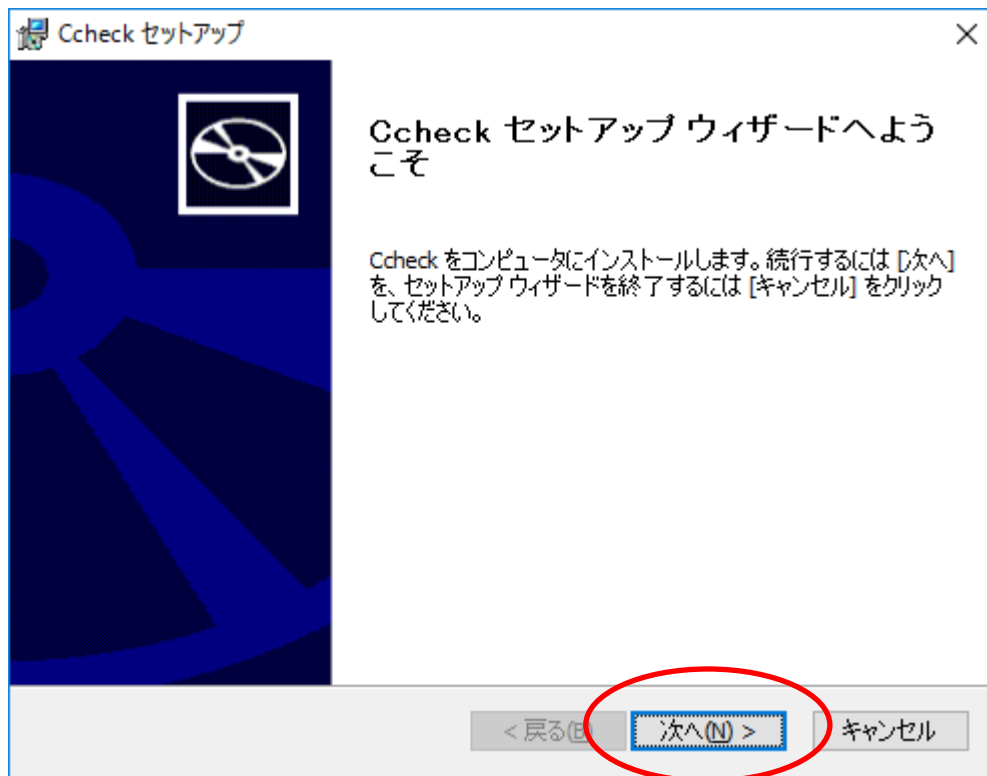 Ccheck セットアップ
Ccheck セットアップ ウィザードへよう
こそ
Ccheck をコンピュータにインストールします。続行するには [次へ]
を、セットアップ ウィザードを終了するには [キャンセル] をクリック
してください。
< 戻る(B)
次へ(N) >
キャンセル